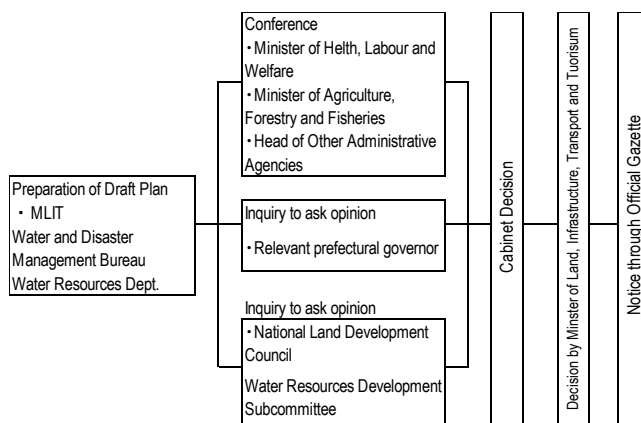 Conference
・Minister of Helth, Labour and
Welfare
・Minister of Agriculture,
Forestry and Fisheries
・Head of Other Administrative
Agencies
Preparation of Draft Plan
・ MLIT
Water and Disaster
Management Bureau
Water Resources Dept.
Inquiry to ask opinion
・Relevant prefectural governor
Inquiry to ask opinion
・National Land Development
Council
Water Resources Development
Subcommittee
Cabinet Decision
Decision by Minster of Land, Infrastructure, Transport and Tuorisum
Notice through Official Gazette